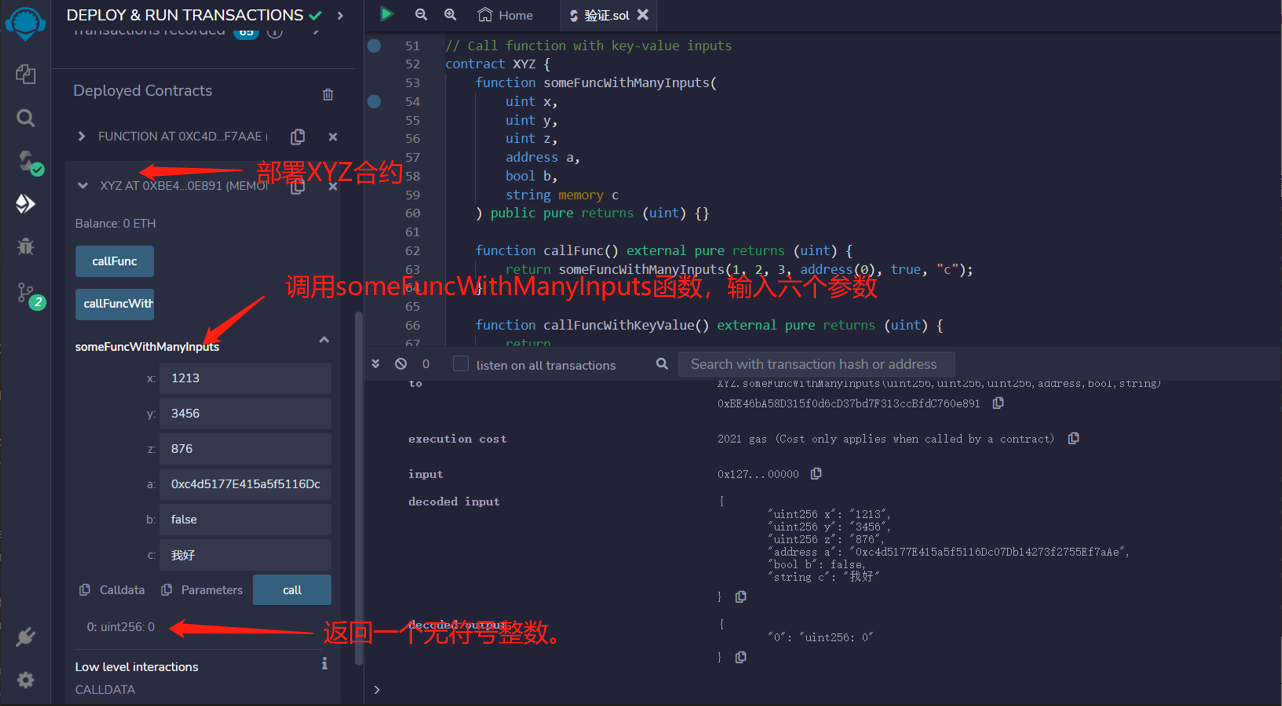 DEPLOY & RUN TRANSACTIONS
Transactions recorded 65 i
Deployed Contracts
FUNCTION AT 0XC4D...F7AAE (
部署XYZ合约
XYZ AT 0XBE4...0E891 (MEMO
Balance: 0 ETH
callFunc
callFuncWith
调用someFuncWithManyInputs函数，输入六个参数
someFuncWithManyInputs
x: 1213
y: 3456
z: 876
a: 0xc4d5177E415a5f5116Dc
b: false
c: 我好
Calldata Parameters call
0: uint256: 0
返回一个无符号整数。
Low level interactions i
CALLDATA
2
Home 验证.sol
51 // Call function with key-value inputs
52 contract XYZ {
53 function someFuncWithManyInputs(
54 uint x,
55 uint y,
56 uint z,
57 address a,
58 bool b,
59 string memory c
60 ) public pure returns (uint) {}
61
62 function callFunc() external pure returns (uint) {
63 return someFuncWithManyInputs(1, 2, 3, address(0), true, "c");
64 }
65
66 function callFuncWithKeyValue() external pure returns (uint) {
67 return
0 listen on all transactions Search with transaction hash or address
to XYZ.someFuncWithManyInputs(uint256,uint256,uint256,address,bool,string)
0xBE46bA58D315f0d6cD37bd7F313ccBfdC760e891
execution cost 2021 gas (Cost only applies when called by a contract)
input 0x127...00000
decoded input {
"uint256 x": "1213",
"uint256 y": "3456",
"uint256 z": "876",
"address a": "0xc4d5177E415a5f5116Dc07Db14273f2755Ef7aAe",
"bool b": false,
"string c": "我好"
}
decoded output {
"0": "uint256: 0"
}
>